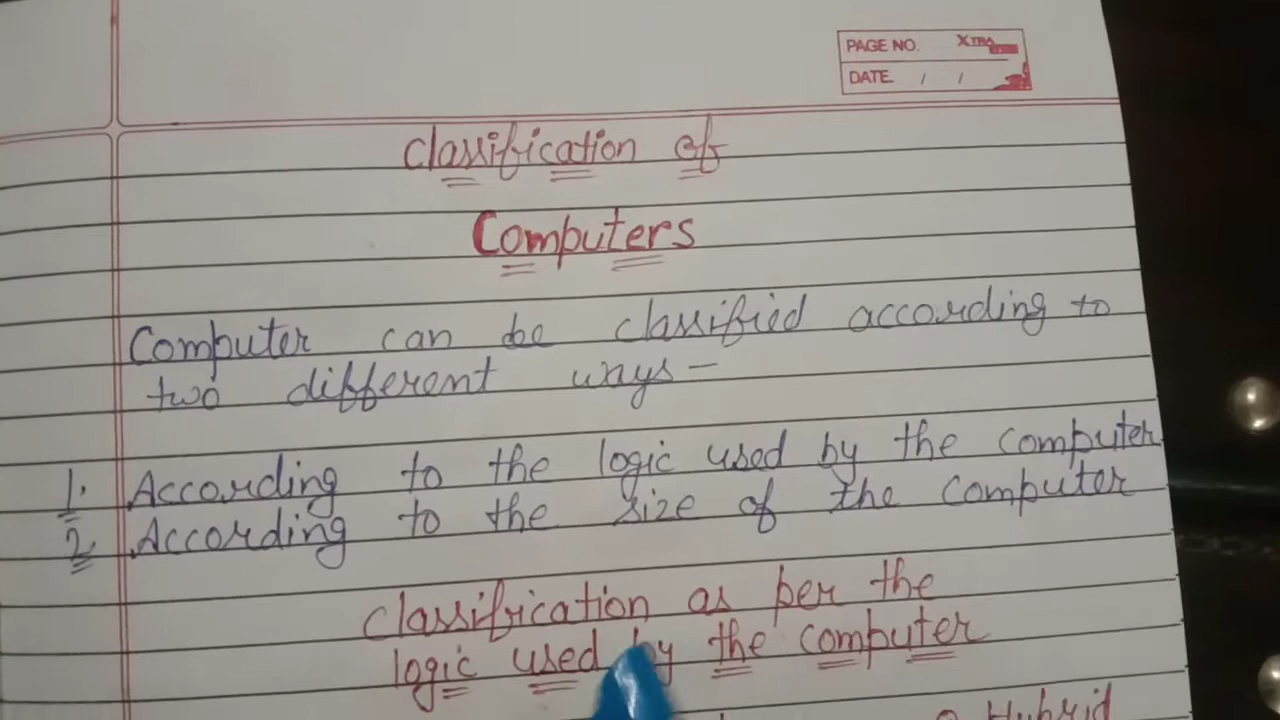 PAGE NO.
DATE / /
Classification of
Computers
Computer can be classified according to
two different ways-
1. According to the logic used by the computer
2. According to the size of the computer
Classification as per the
logic used by the computer
Hybrid